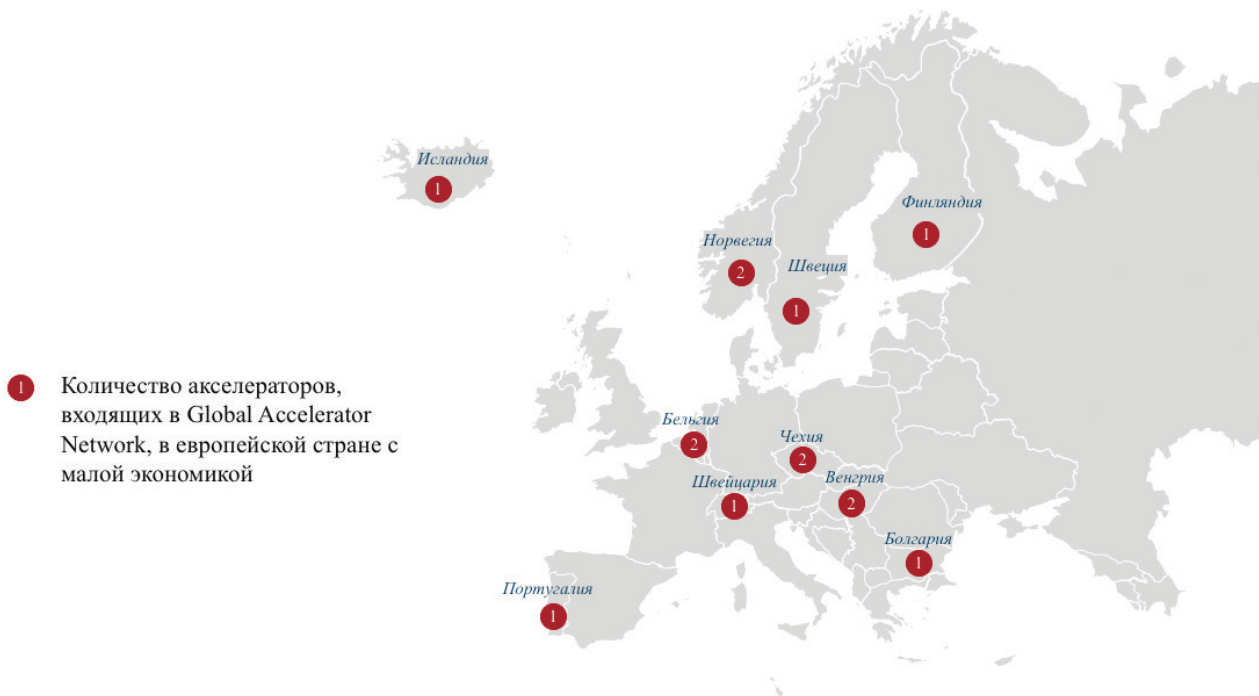 Исландия
1
Финляндия
1
Норвегия
2
Швеция
1
1
Количество акселераторов,
входящих в Global Accelerator
Network, в европейской стране с
малой экономикой
Бельгия
2
Чехия
2
Швейцария
1
Венгрия
2
Болгария
1
Португалия
1